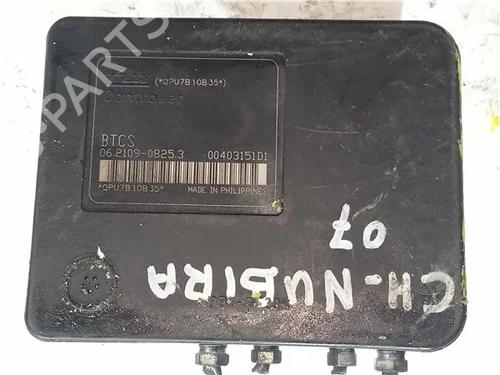 (*QPU7B10B35*)
Controller
BTCS
06.2109-0825.3 00403151D1
*QPU7B10B35* MADE IN PHILIPPINES
CH-NUBIRA
07